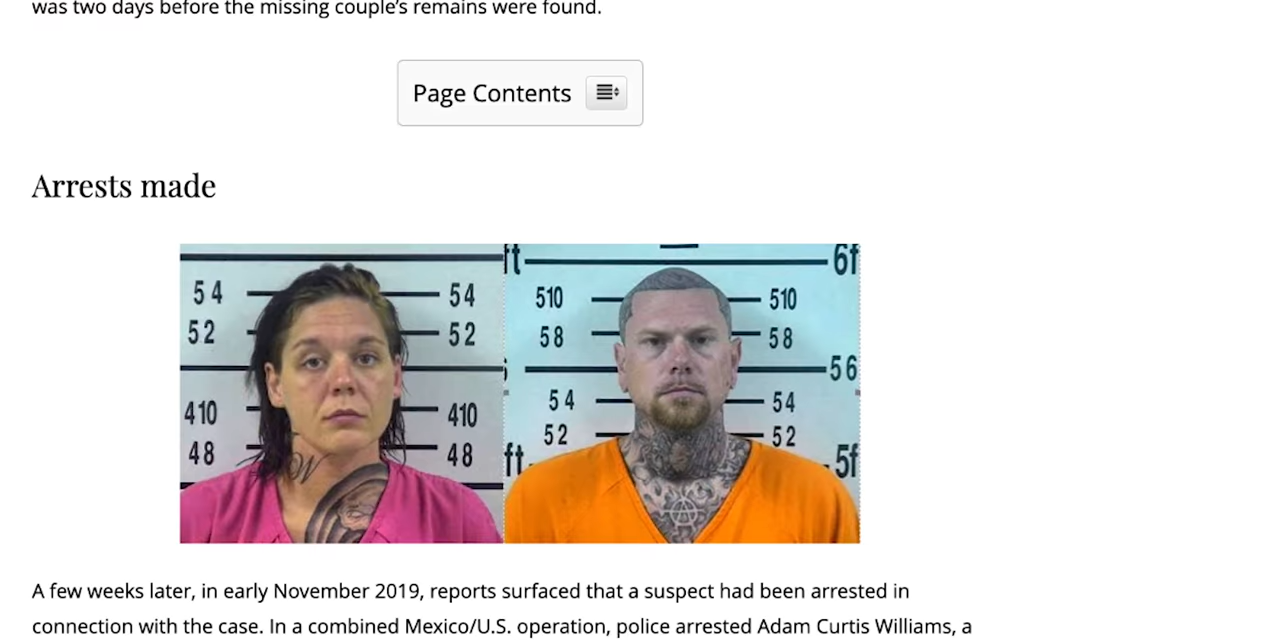 was two days before the missing couple's remains were found.
Page Contents
Arrests made
54 54
52 52
410 410
48 48
ft 6f
510 510
58 58
56
54 54
52 52
ft 5f
W
A few weeks later, in early November 2019, reports surfaced that a suspect had been arrested in
connection with the case. In a combined Mexico/U.S. operation, police arrested Adam Curtis Williams, a